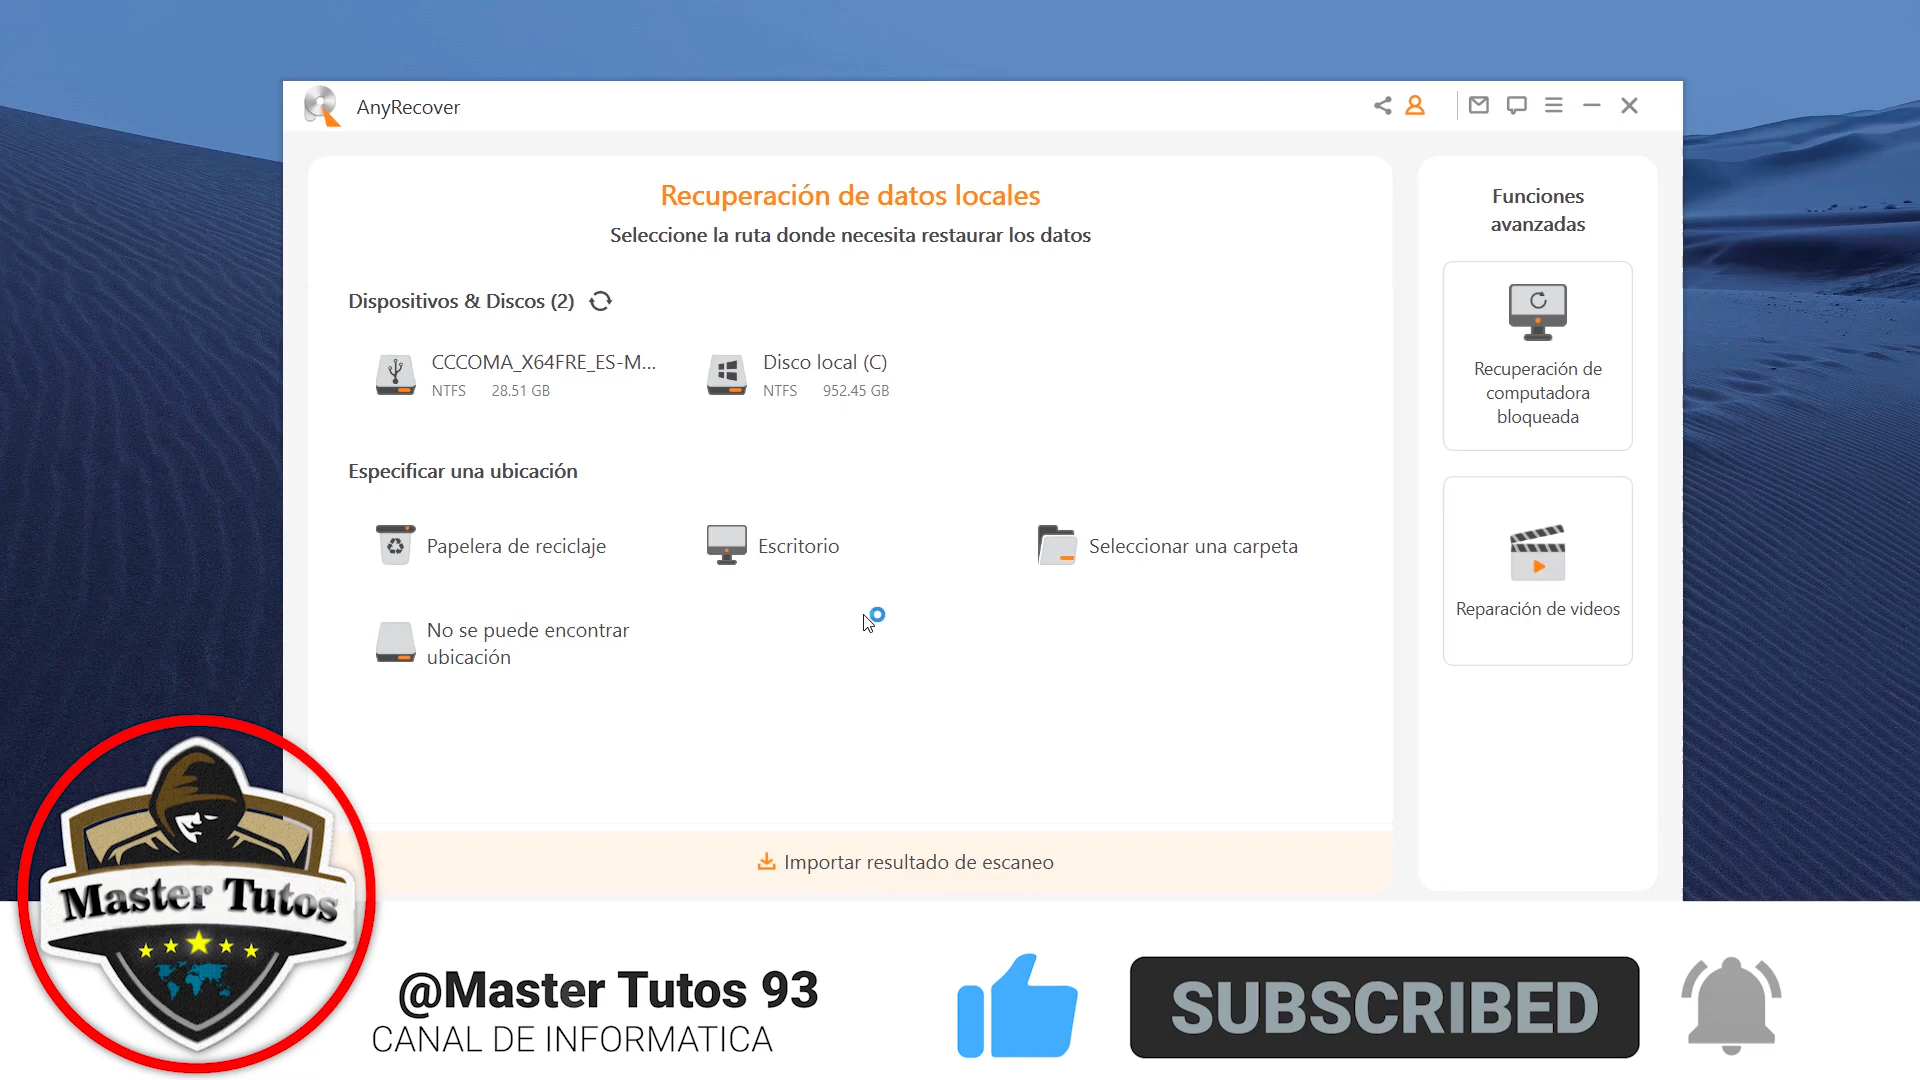 AnyRecover
Recuperación de datos locales
Seleccione la ruta donde necesita restaurar los datos
Dispositivos & Discos (2)
CCCOMA_X64FRE_ES-M...
NTFS 28.51 GB
Disco local (C)
NTFS 952.45 GB
Especificar una ubicación
Papelera de reciclaje
Escritorio
Seleccionar una carpeta
No se puede encontrar
ubicación
Importar resultado de escaneo
Funciones
avanzadas
Recuperación de
computadora
bloqueada
Reparación de videos
Master Tutos
@Master Tutos 93
CANAL DE INFORMATICA
SUBSCRIBED